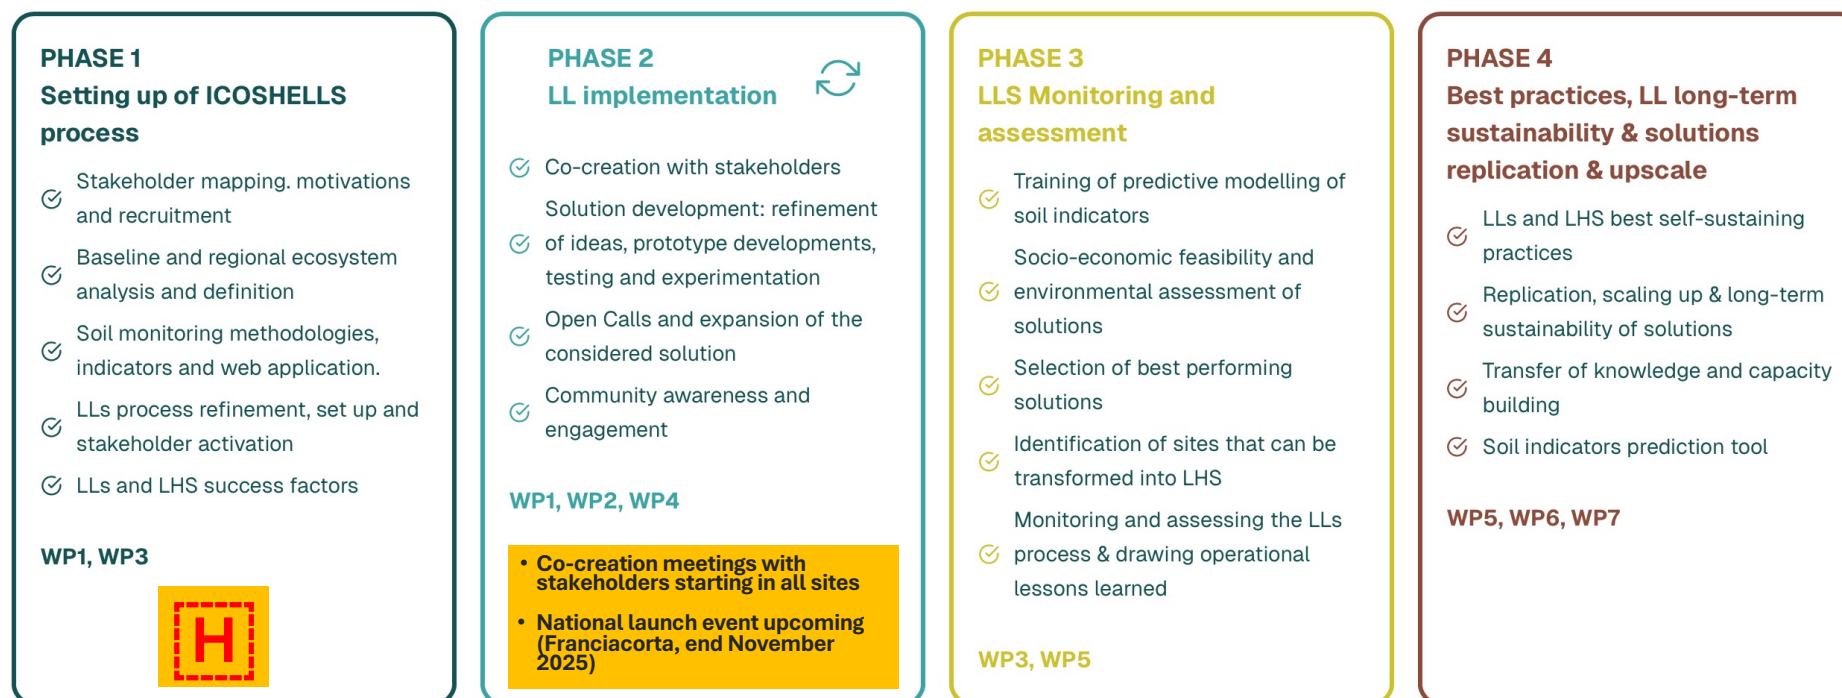 PHASE 1
Setting up of ICOSHELLS
process
Stakeholder mapping. motivations
and recruitment
Baseline and regional ecosystem
analysis and definition
Soil monitoring methodologies,
indicators and web application.
LLs process refinement, set up and
stakeholder activation
LLs and LHS success factors
WP1, WP3
H
PHASE 2
LL implementation
Co-creation with stakeholders
Solution development: refinement
of ideas, prototype developments,
testing and experimentation
Open Calls and expansion of the
considered solution
Community awareness and
engagement
WP1, WP2, WP4
• Co-creation meetings with
stakeholders starting in all sites
• National launch event upcoming
(Franciacorta, end November
2025)
PHASE 3
LLS Monitoring and
assessment
Training of predictive modelling of
soil indicators
Socio-economic feasibility and
environmental assessment of
solutions
Selection of best performing
solutions
Identification of sites that can be
transformed into LHS
Monitoring and assessing the LLs
process & drawing operational
lessons learned
WP3, WP5
PHASE 4
Best practices, LL long-term
sustainability & solutions
replication & upscale
LLs and LHS best self-sustaining
practices
Replication, scaling up & long-term
sustainability of solutions
Transfer of knowledge and capacity
building
Soil indicators prediction tool
WP5, WP6, WP7